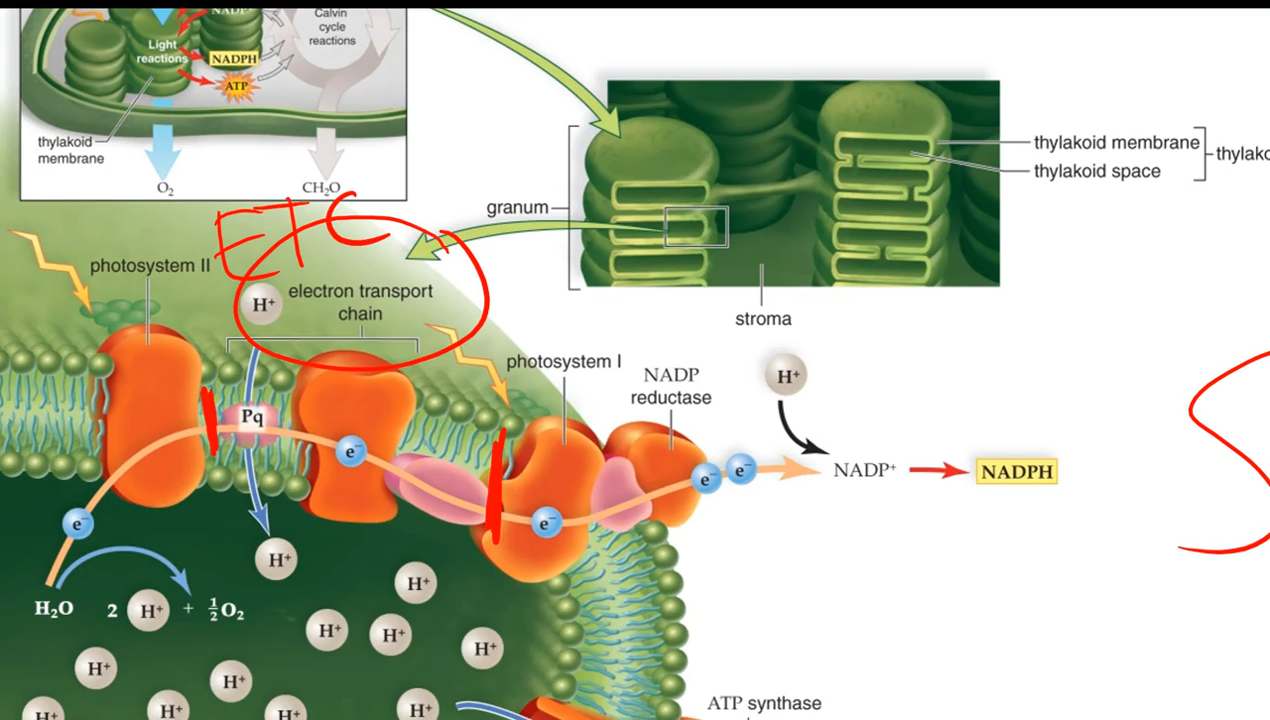 NADP⁺
Calvin
cycle
reactions
Light
reactions
NADPH
ATP
thylakoid
membrane
O₂
CH₂O
thylakoid membrane
thylakoid space
granum
stroma
ETC
photosystem II
H⁺
electron transport
chain
photosystem I
NADP
reductase
H⁺
Pq
e⁻
e⁻
e⁻
e⁻
e⁻
NADP⁺
NADPH
H₂O
2 H⁺ + ½O₂
H⁺
H⁺
H⁺
H⁺
H⁺
H⁺
H⁺
H⁺
H⁺
H⁺
H⁺
ATP synthase